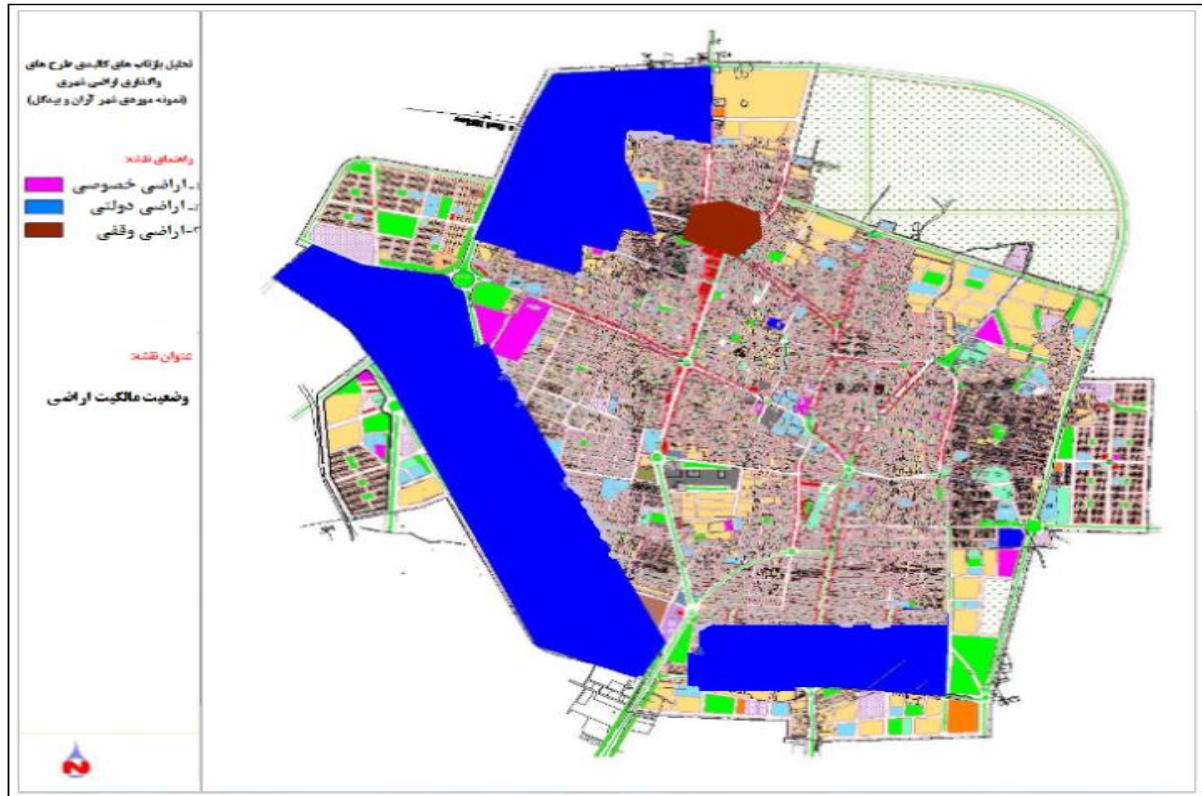 تحلیل بازتاب های کالبدی طرح های
واگذاری اراضی شهری
(نمونه موردی شهر آران و بیدگل)
راهنمای نقشه:
۱-اراضی خصوصی
۲-اراضی دولتی
۳-اراضی وقفی
عنوان نقشه:
وضعیت مالکیت اراضی